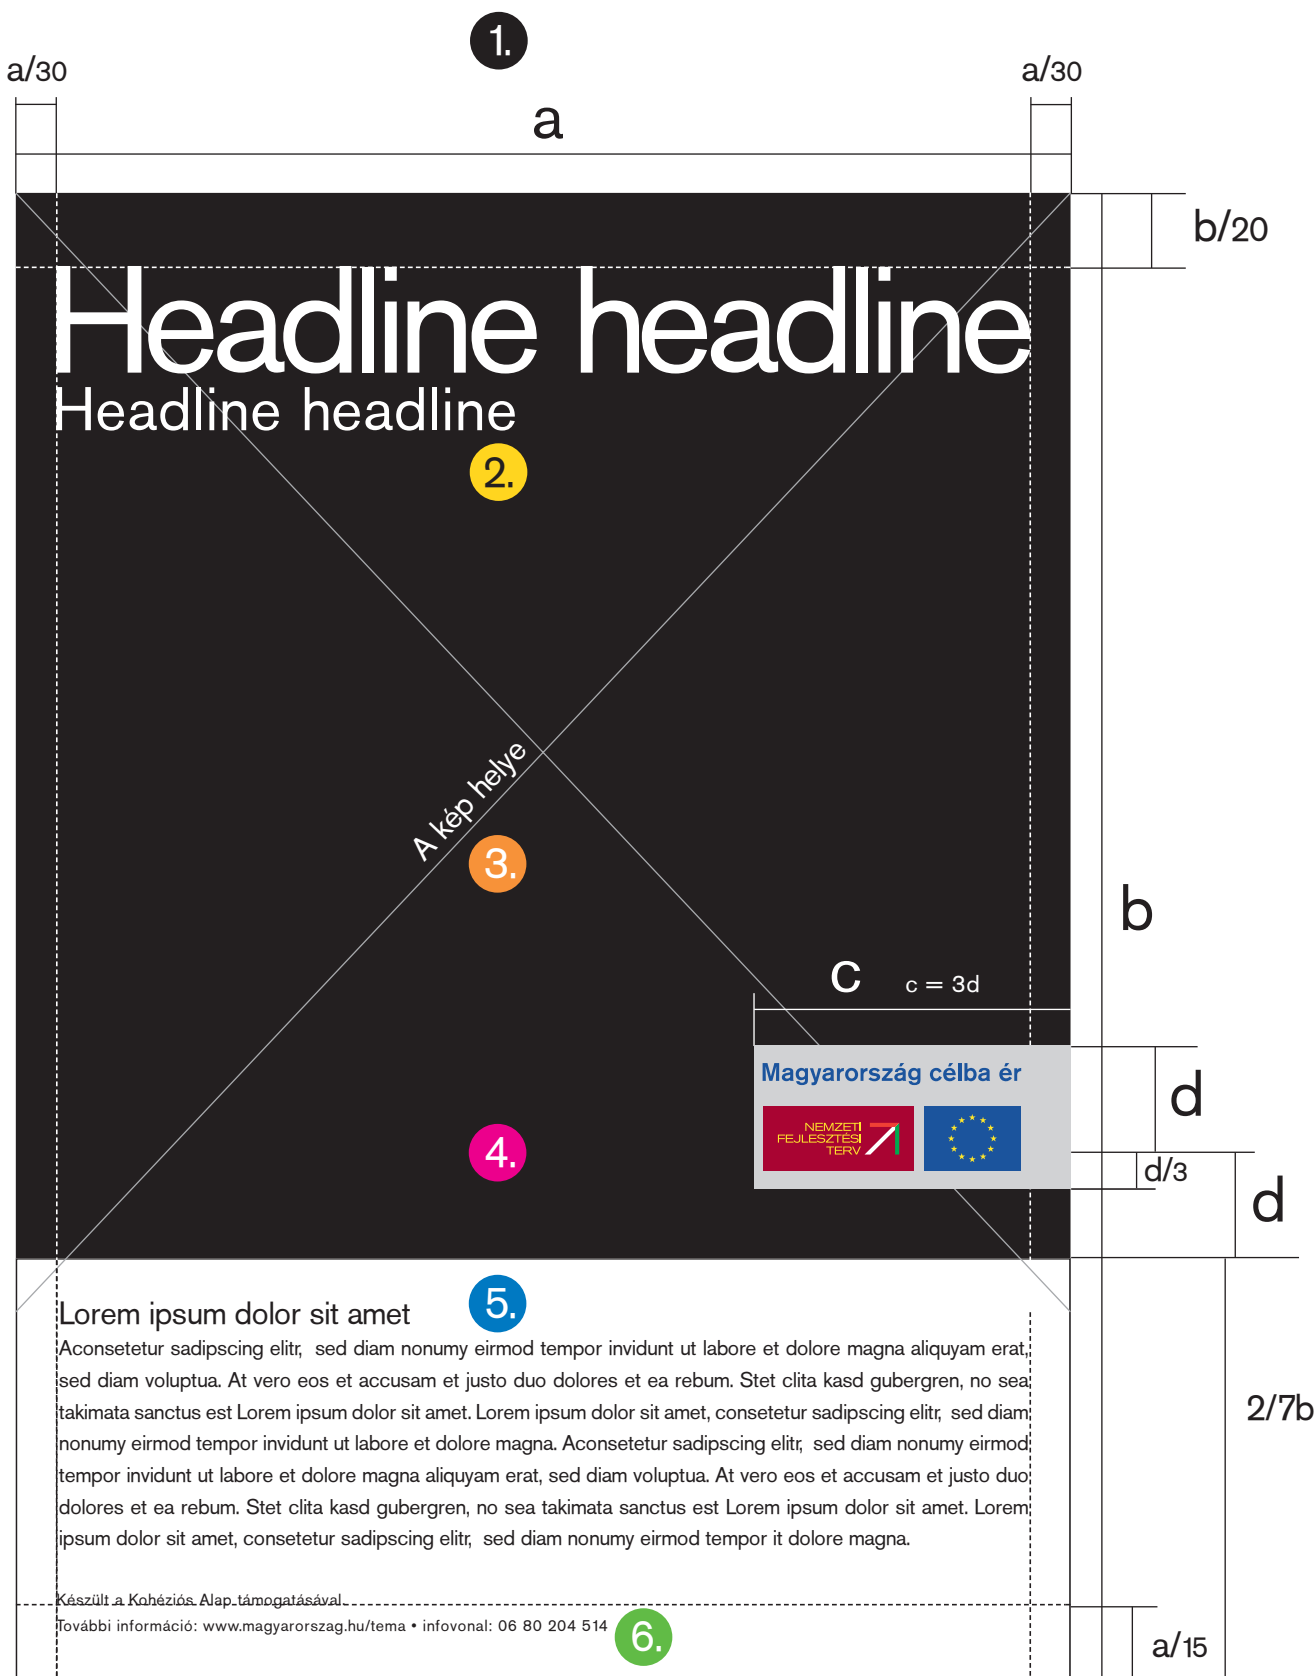 1.
a/30
a/30
a
b/20
Headline headline
Headline headline
2.
A kép helye
3.
b
c c = 3d
Magyarország célba ér
d
NEMZETI
FEJLESZTÉSI
TERV
4.
d/3
d
5.
Lorem ipsum dolor sit amet
Aconsetetur sadipscing elitr, sed diam nonumy eirmod tempor invidunt ut labore et dolore magna aliquyam erat,
sed diam voluptua. At vero eos et accusam et justo duo dolores et ea rebum. Stet clita kasd gubergren, no sea
takimata sanctus est Lorem ipsum dolor sit amet. Lorem ipsum dolor sit amet, consetetur sadipscing elitr, sed diam
nonumy eirmod tempor invidunt ut labore et dolore magna. Aconsetetur sadipscing elitr, sed diam nonumy eirmod
tempor invidunt ut labore et dolore magna aliquyam erat, sed diam voluptua. At vero eos et accusam et justo duo
dolores et ea rebum. Stet clita kasd gubergren, no sea takimata sanctus est Lorem ipsum dolor sit amet. Lorem
ipsum dolor sit amet, consetetur sadipscing elitr, sed diam nonumy eirmod tempor it dolore magna.
2/7b
Készült a Kohéziós Alap támogatásával.
További információ: www.magyarorszag.hu/tema • infovonal: 06 80 204 514
6.
a/15